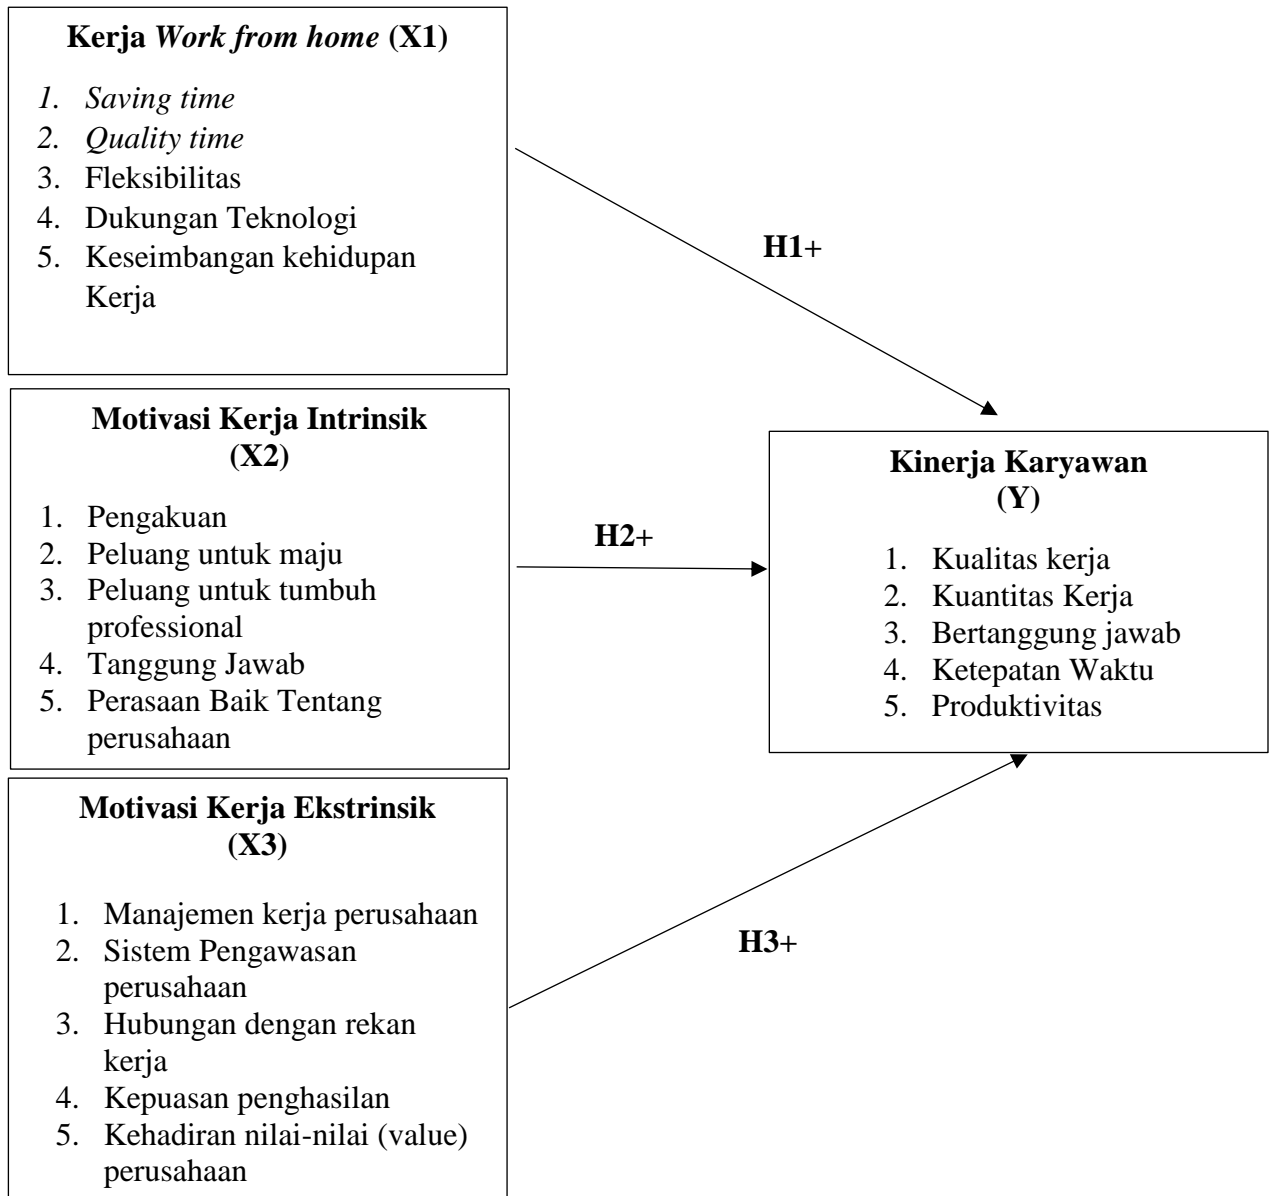 Kerja Work from home (X1)
1. Saving time
2. Quality time
3. Fleksibilitas
4. Dukungan Teknologi
5. Keseimbangan kehidupan
Kerja
H1+
Motivasi Kerja Intrinsik
(X2)
1. Pengakuan
2. Peluang untuk maju
3. Peluang untuk tumbuh
professional
4. Tanggung Jawab
5. Perasaan Baik Tentang
perusahaan
H2+
Kinerja Karyawan
(Y)
1. Kualitas kerja
2. Kuantitas Kerja
3. Bertanggung jawab
4. Ketepatan Waktu
5. Produktivitas
Motivasi Kerja Ekstrinsik
(X3)
1. Manajemen kerja perusahaan
2. Sistem Pengawasan
perusahaan
3. Hubungan dengan rekan
kerja
4. Kepuasan penghasilan
5. Kehadiran nilai-nilai (value)
perusahaan
H3+